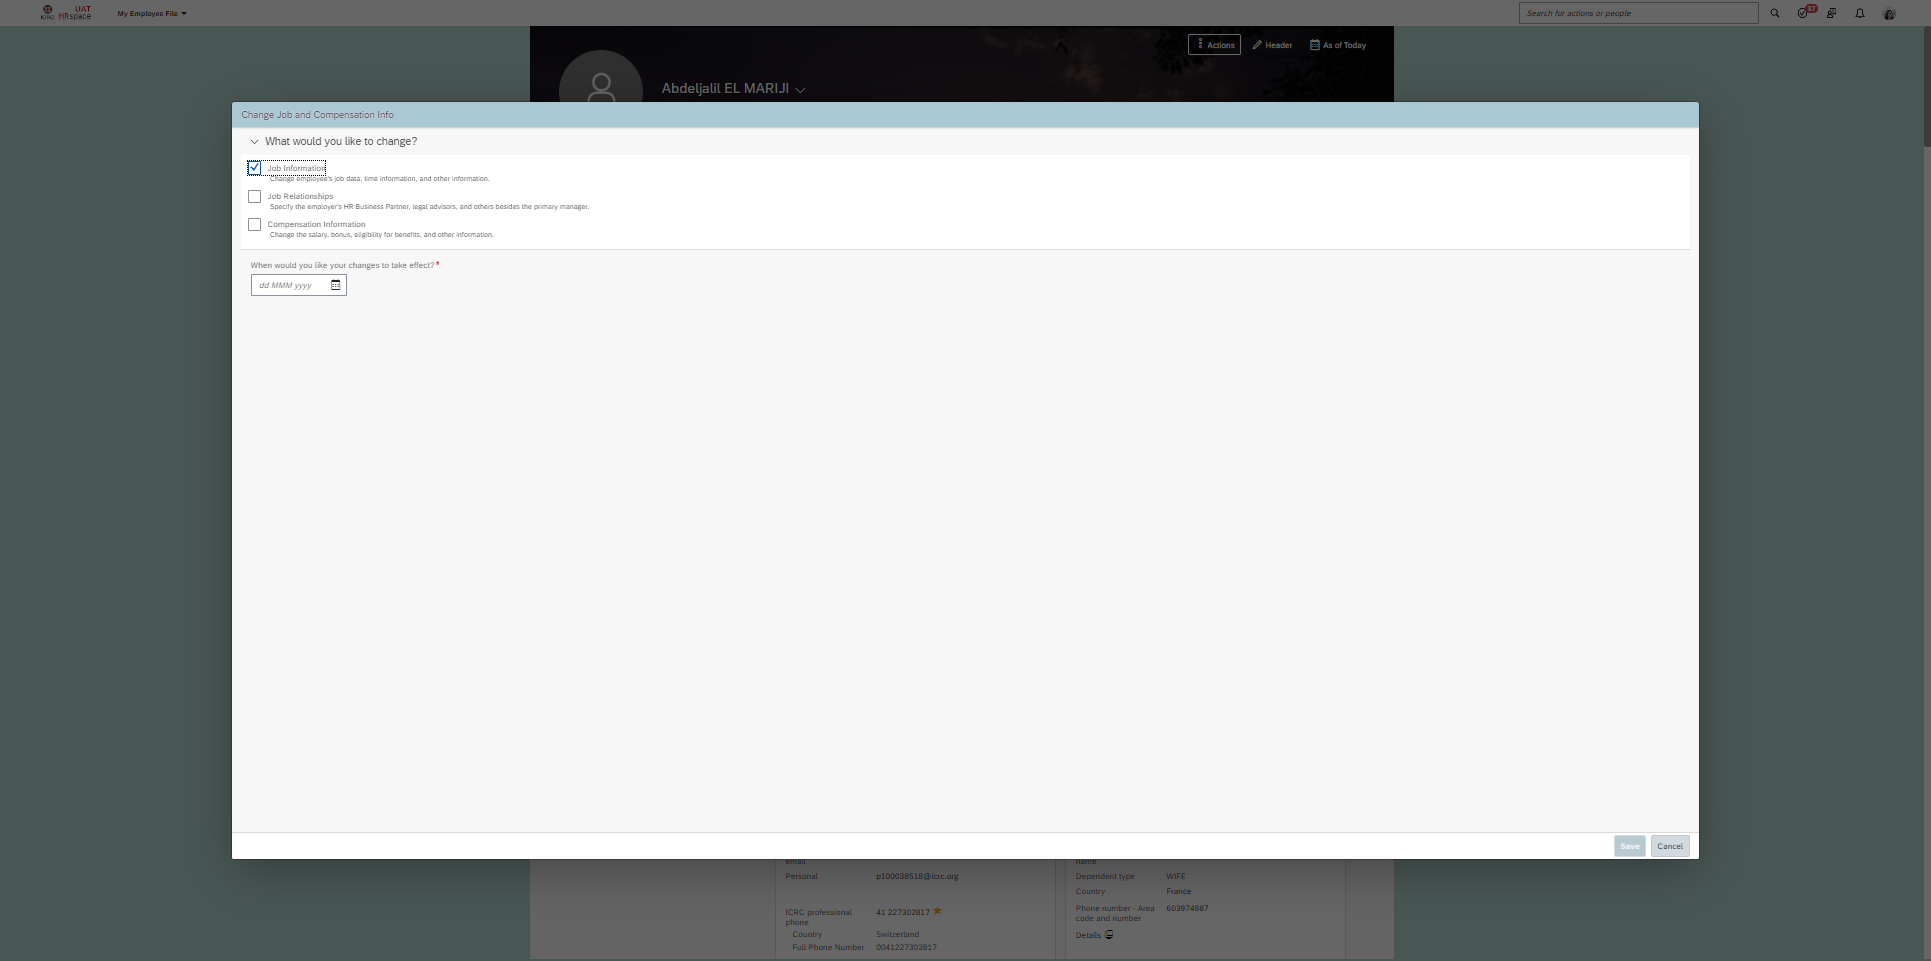 ICRC UAT HRspace
My Employee File
Search for actions or people
37
Actions
Header
As of Today
Abdeljalil EL MARIJI
Change Job and Compensation Info
What would you like to change?
Job Information
Change employee's job data, time information, and other information.
Job Relationships
Specify the employer's HR Business Partner, legal advisors, and others besides the primary manager.
Compensation Information
Change the salary, bonus, eligibility for benefits, and other information.
When would you like your changes to take effect?*
dd MMM yyyy
Save
Cancel
email
Personal p100038518@icrc.org
ICRC professional phone 41 227302817
Country Switzerland
Full Phone Number 0041227302817
name
Dependent type WIFE
Country France
Phone number - Area code and number 603974987
Details